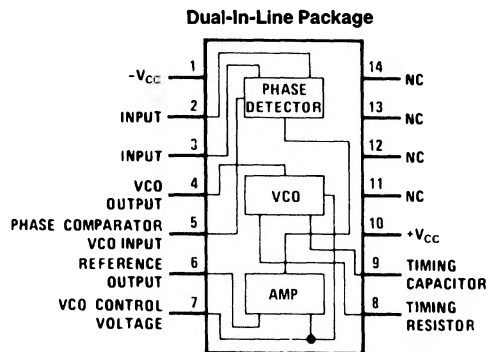 Dual-In-Line Package
1
-VCC
2
INPUT
3
INPUT
4
VCO
OUTPUT
5
PHASE COMPARATOR
VCO INPUT
6
REFERENCE
OUTPUT
7
VCO CONTROL
VOLTAGE
PHASE
DETECTOR
VCO
AMP
14
NC
13
NC
12
NC
11
NC
10
+VCC
9
TIMING
CAPACITOR
8
TIMING
RESISTOR